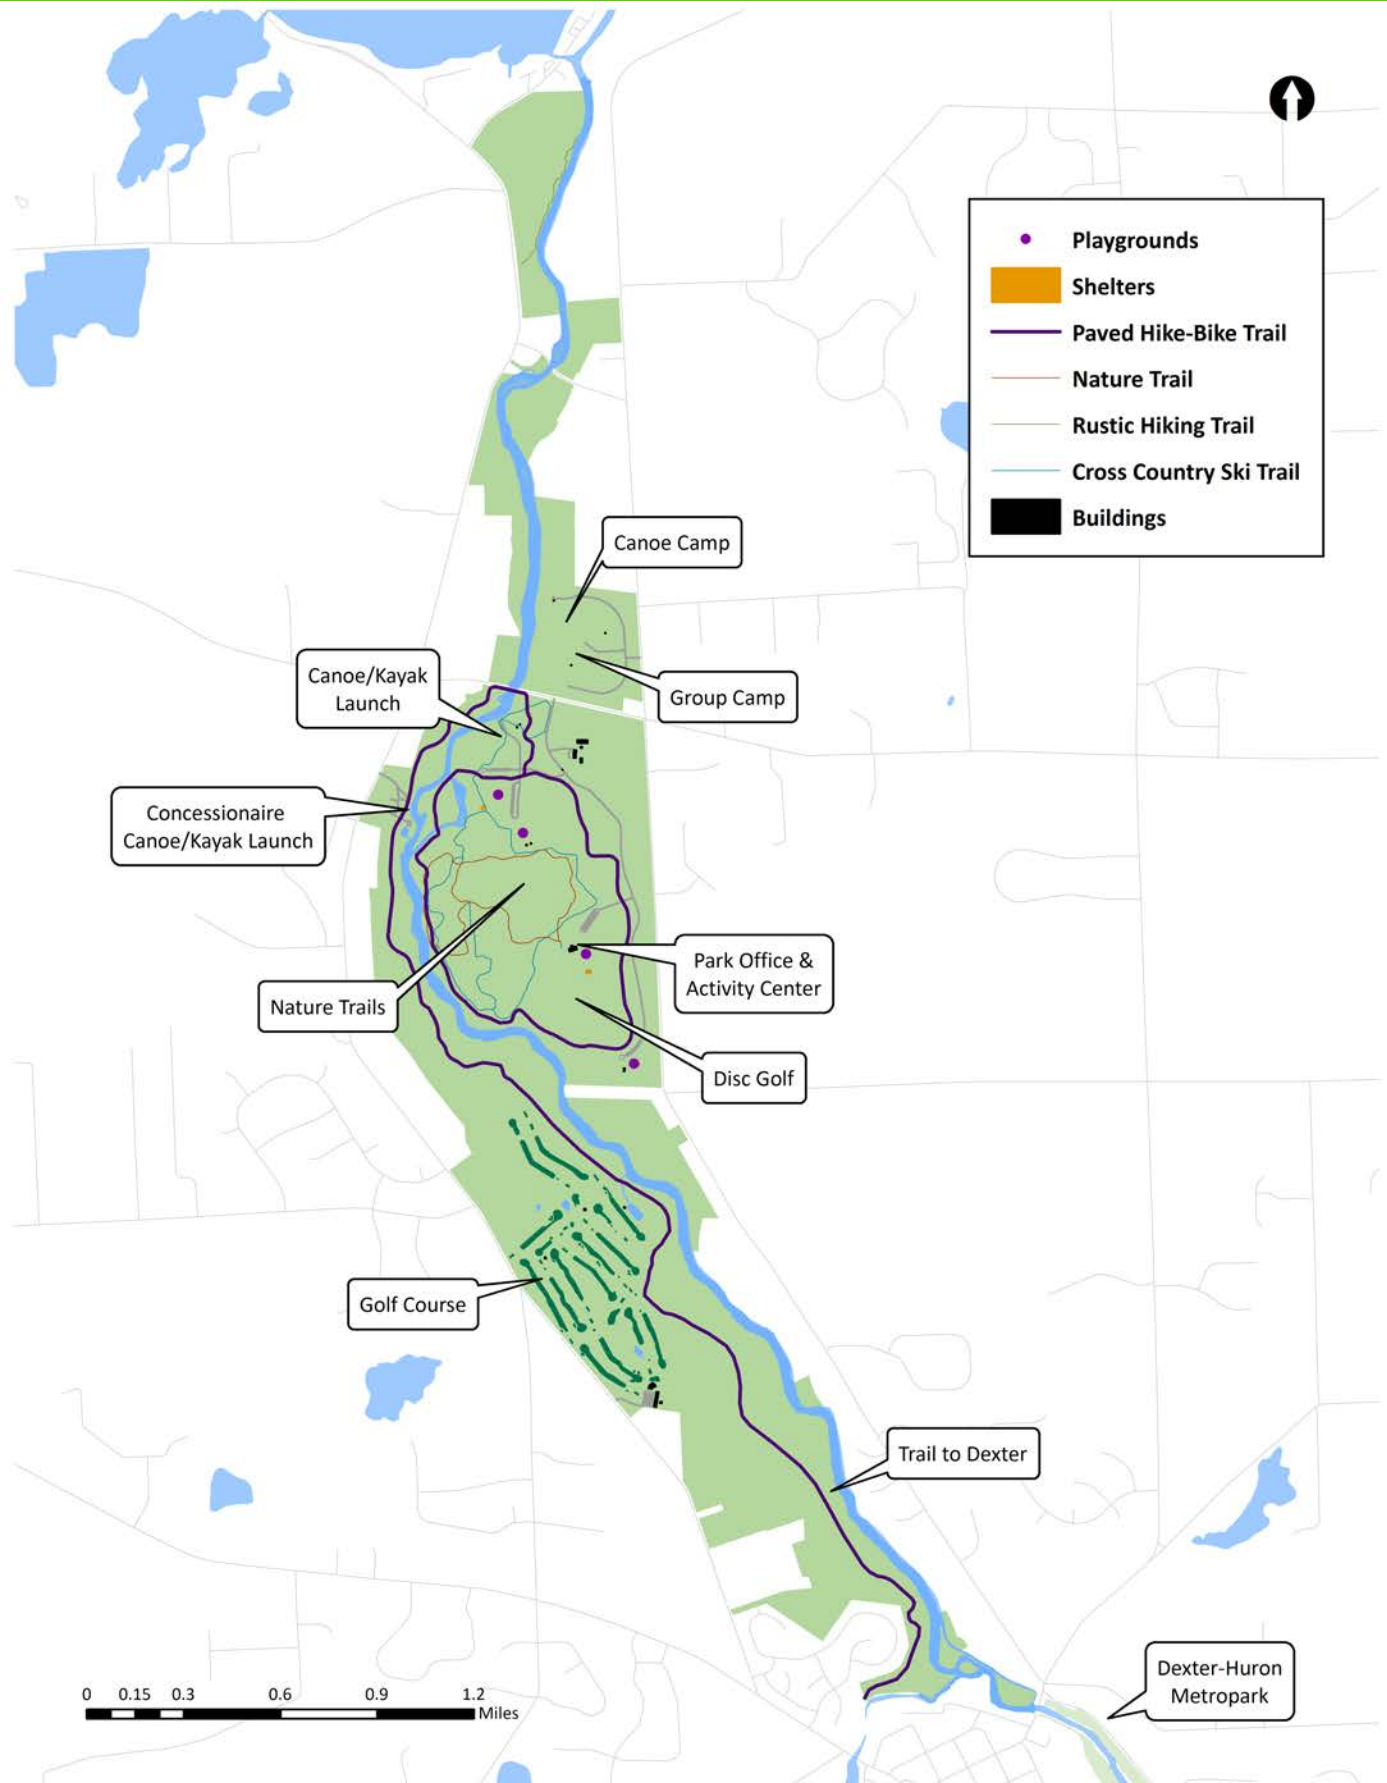 Playgrounds
Shelters
Paved Hike-Bike Trail
Nature Trail
Rustic Hiking Trail
Cross Country Ski Trail
Buildings
Canoe Camp
Canoe/Kayak
Launch
Group Camp
Concessionaire
Canoe/Kayak Launch
Park Office &
Activity Center
Nature Trails
Disc Golf
Golf Course
Trail to Dexter
Dexter-Huron
Metropark
0 0.15 0.3 0.6 0.9 1.2
Miles